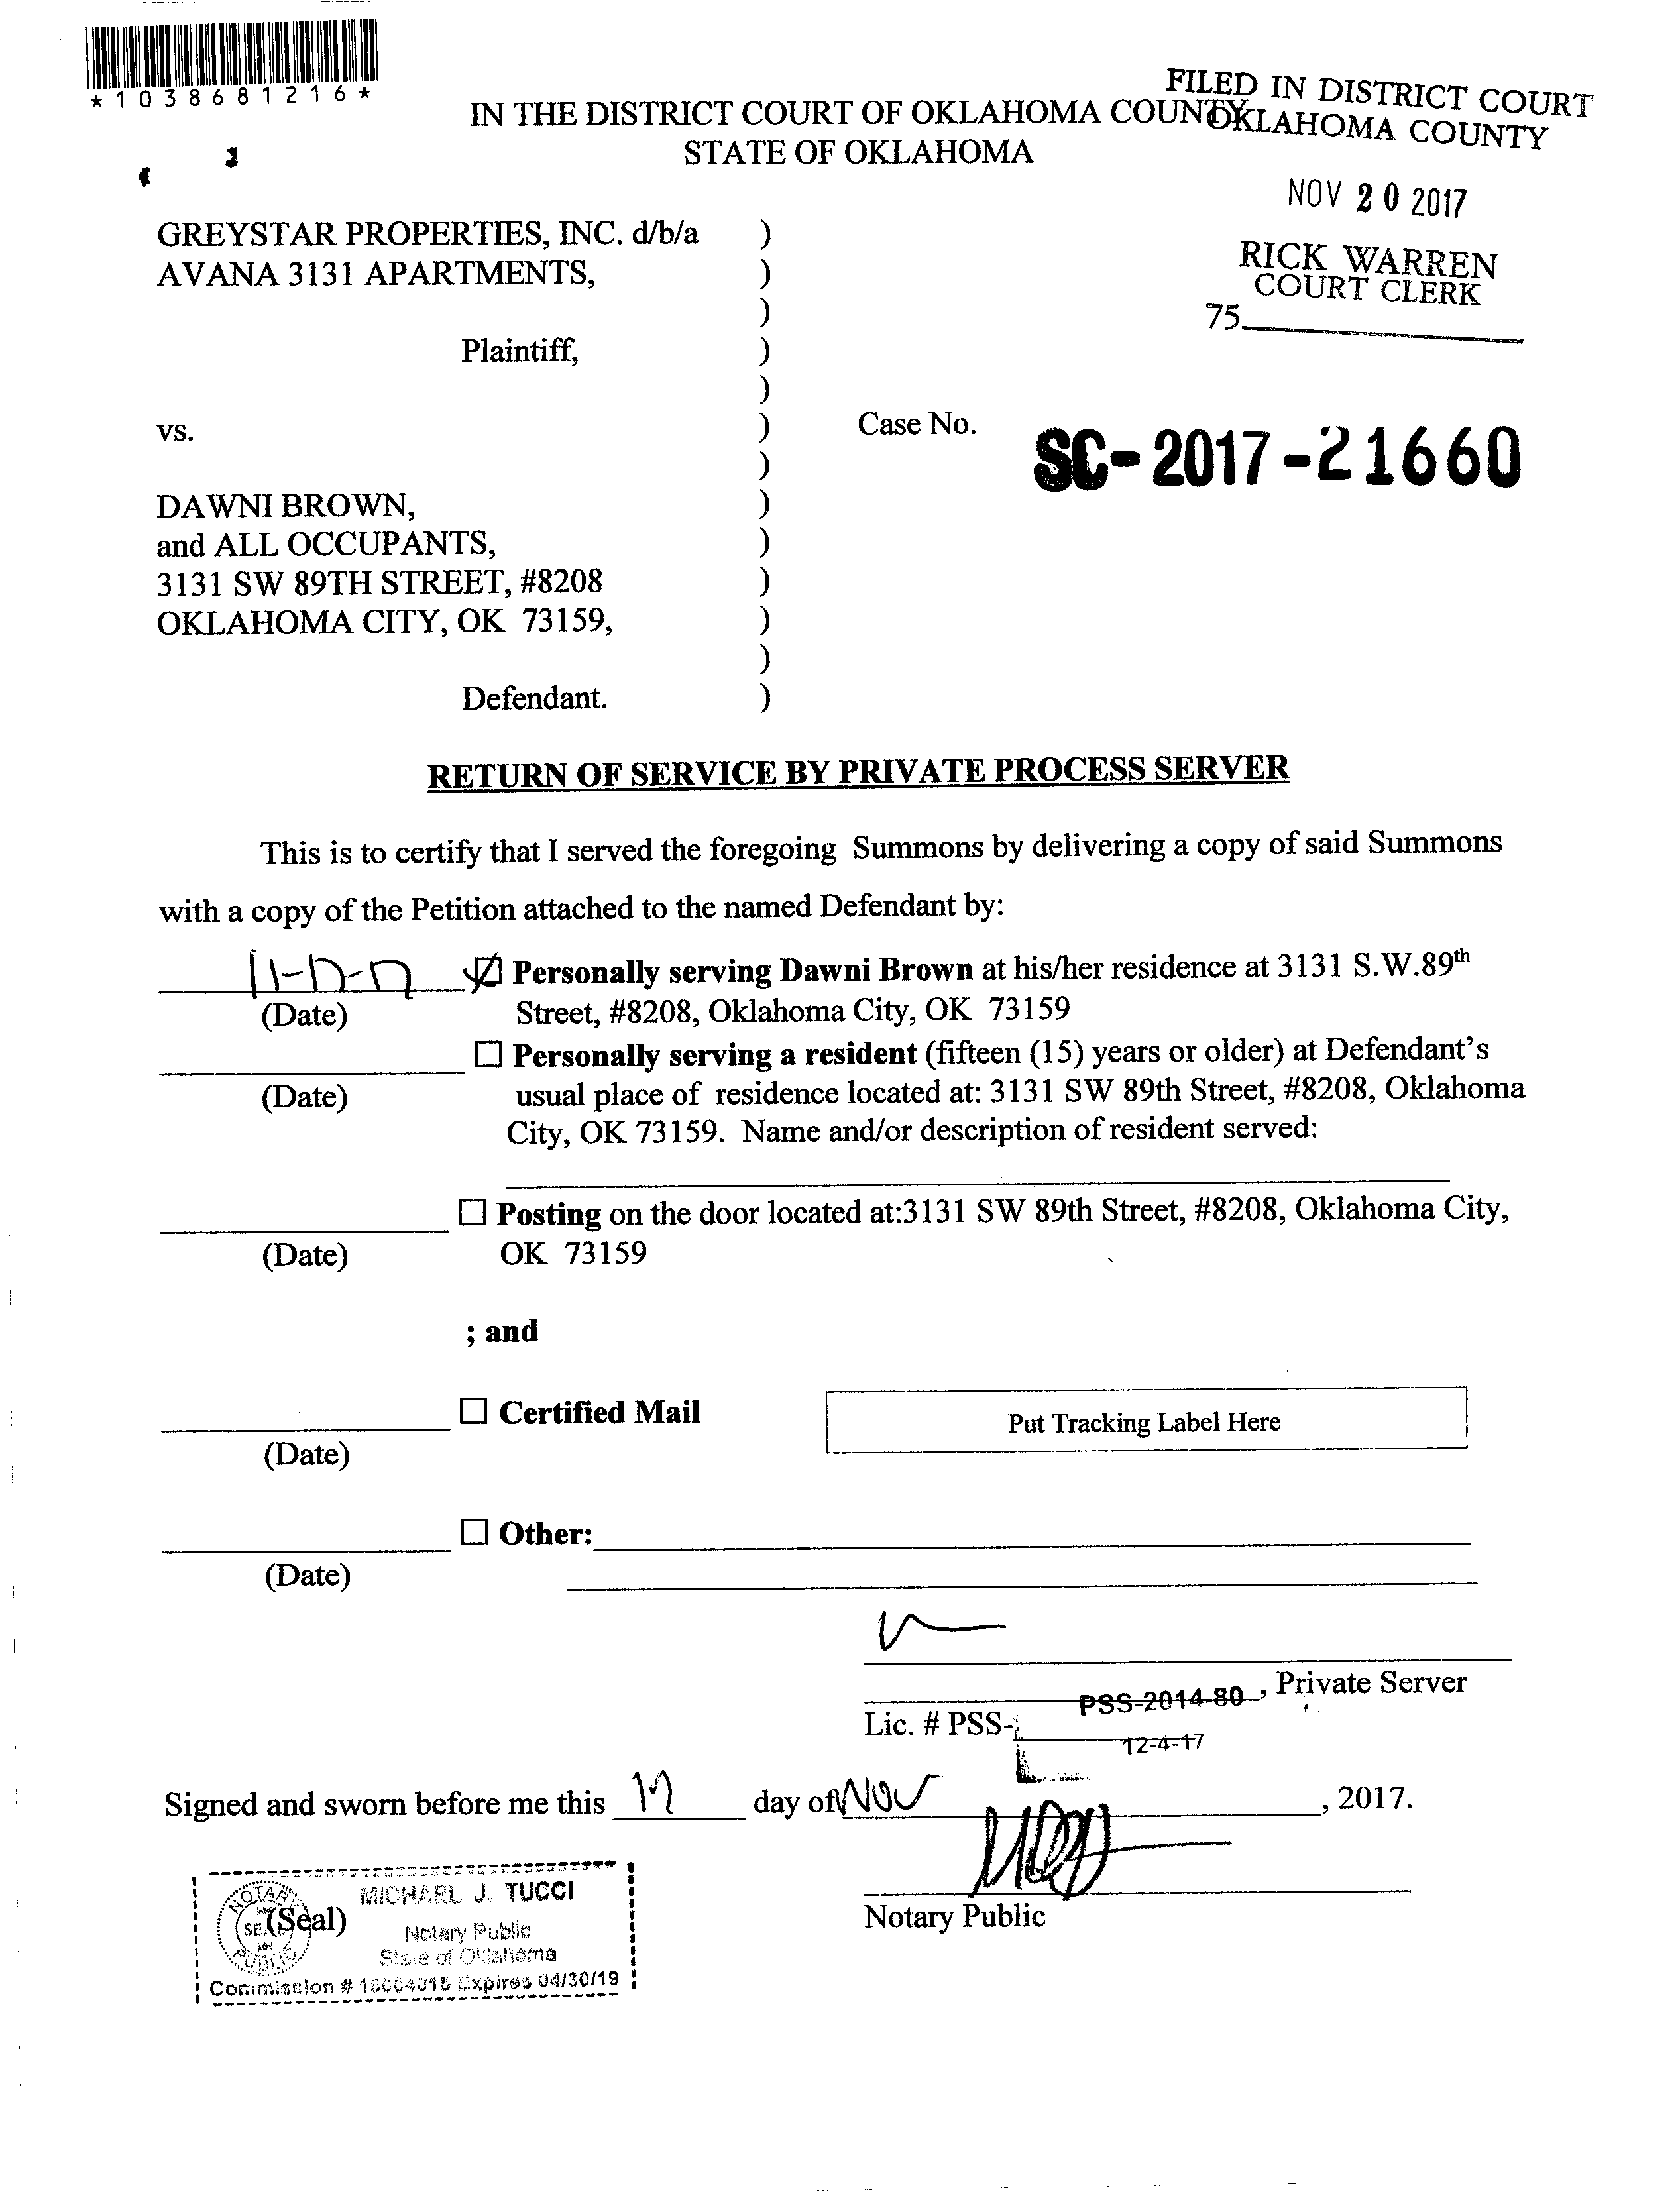 *1038681216*
FILED IN DISTRICT COURT
OKLAHOMA COUNTY
IN THE DISTRICT COURT OF OKLAHOMA COUNTY
STATE OF OKLAHOMA
NOV 20 2017
RICK WARREN
COURT CLERK
75
GREYSTAR PROPERTIES, INC. d/b/a )
AVANA 3131 APARTMENTS, )
)
Plaintiff, )
)
vs. ) Case No. SC-2017-21660
)
DAWNI BROWN, )
and ALL OCCUPANTS, )
3131 SW 89TH STREET, #8208 )
OKLAHOMA CITY, OK 73159, )
)
Defendant. )
RETURN OF SERVICE BY PRIVATE PROCESS SERVER
This is to certify that I served the foregoing Summons by delivering a copy of said Summons
with a copy of the Petition attached to the named Defendant by:
11-17-17 Personally serving Dawni Brown at his/her residence at 3131 S.W.89th
(Date) Street, #8208, Oklahoma City, OK 73159
Personally serving a resident (fifteen (15) years or older) at Defendant's
(Date) usual place of residence located at: 3131 SW 89th Street, #8208, Oklahoma
City, OK 73159. Name and/or description of resident served:
Posting on the door located at:3131 SW 89th Street, #8208, Oklahoma City,
(Date) OK 73159
; and
Certified Mail Put Tracking Label Here
(Date)
Other:
(Date)
PSS-2014-80, Private Server
Lic. # PSS-
12-4-17
Signed and sworn before me this 17 day of Nov, 2017.
MICHAEL J. TUCCI
(Seal)
NOTARY PUBLIC
SEAL
Notary Public
State of Oklahoma
Commission # 15004018 Expires 04/30/19
Notary Public